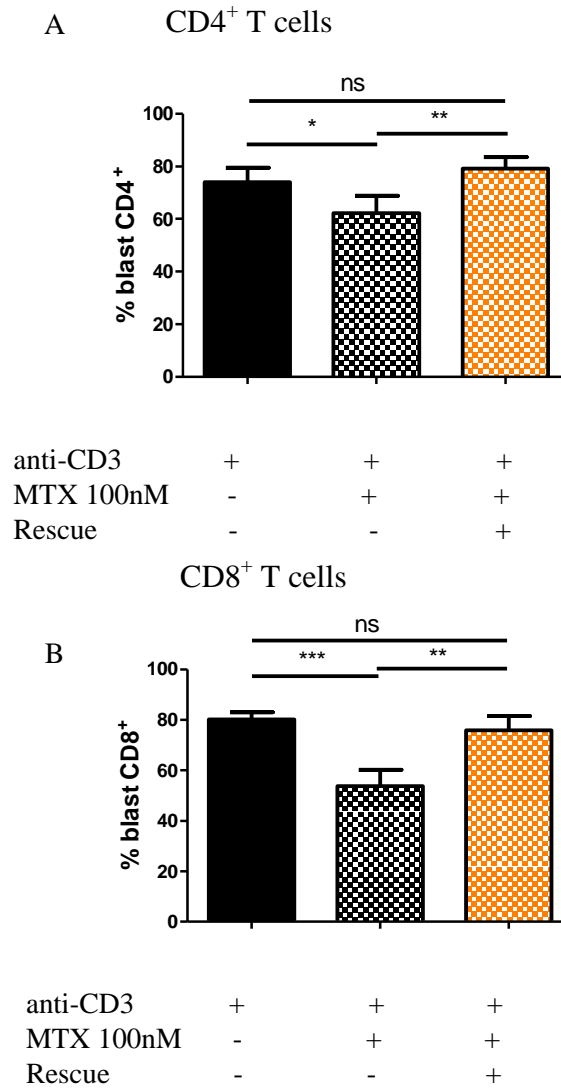 A
CD4⁺ T cells
ns
* **
100
80
60
40
20
0
% blast CD4⁺
anti-CD3 + + +
MTX 100nM - + +
Rescue - - +
CD8⁺ T cells
B
ns
*** **
100
80
60
40
20
0
% blast CD8⁺
anti-CD3 + + +
MTX 100nM - + +
Rescue - - +